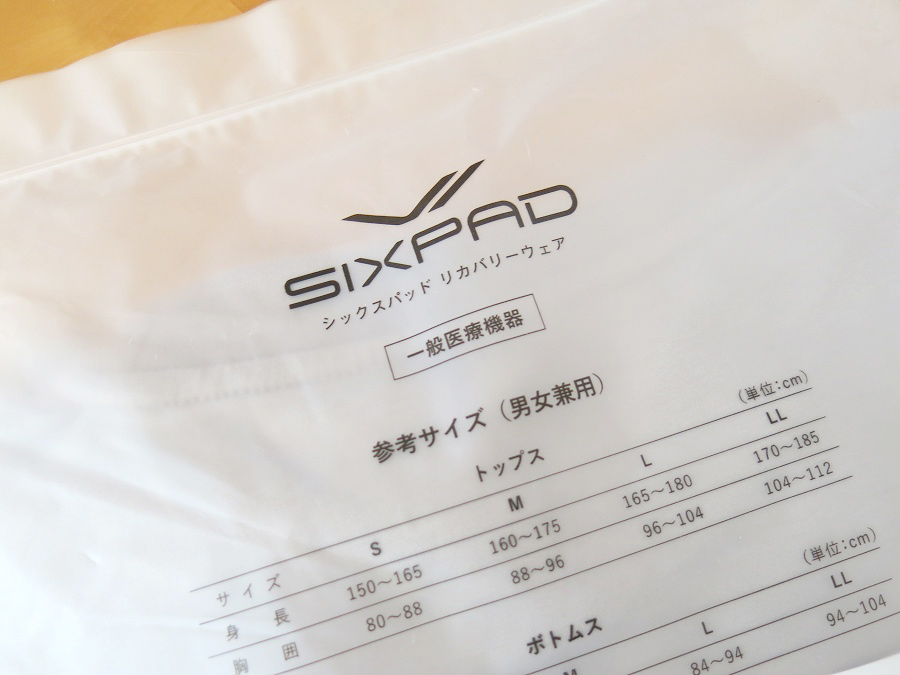 SIXPAD
シックスパッド リカバリーウェア
一般医療機器
参考サイズ（男女兼用）
トップス
（単位：cm）
サイズ S M L LL
身長 150～165 160～175 165～180 170～185
胸囲 80～88 88～96 96～104 104～112
ボトムス
（単位：cm）
M L LL
84～94 94～104